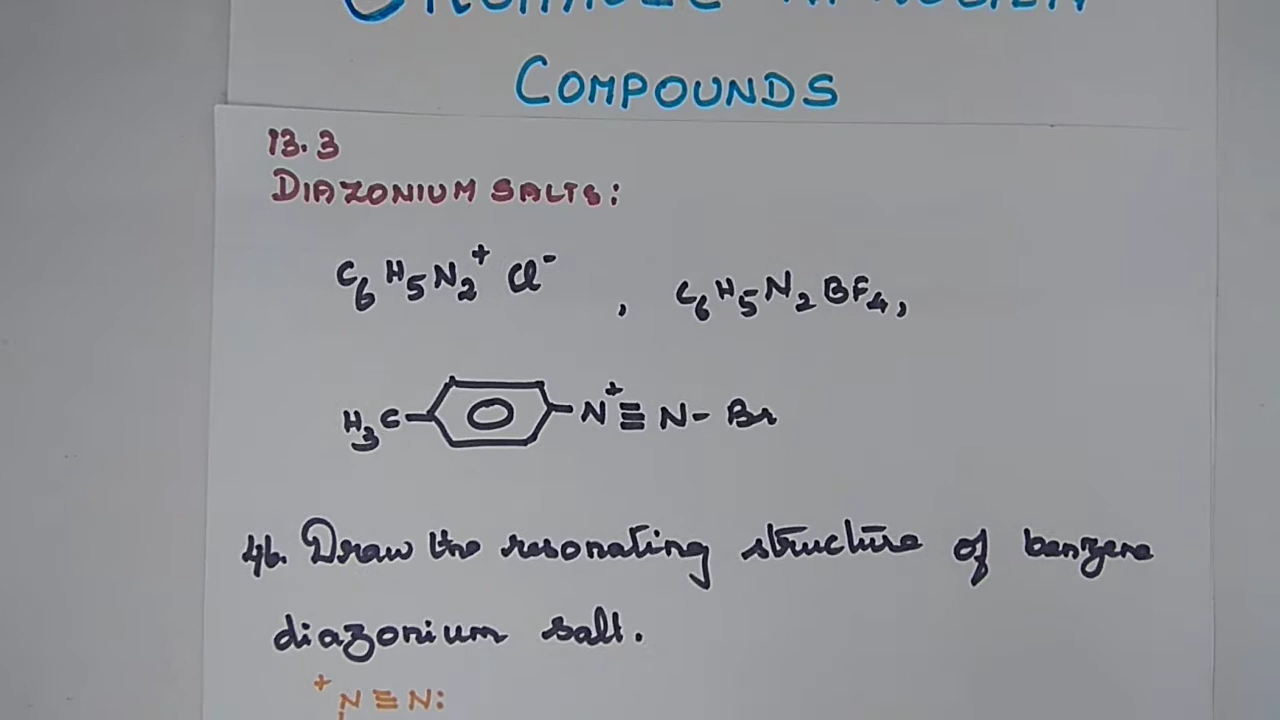 COMPOUNDS
13.3
DIAZONIUM SALTS:
C₆H₅N₂⁺ Cl⁻ , C₆H₅N₂BF₄,
H₃C- -N⁺≡N- Br
46. Draw the resonating structure of benzene
diazonium salt.
⁺N≡N: